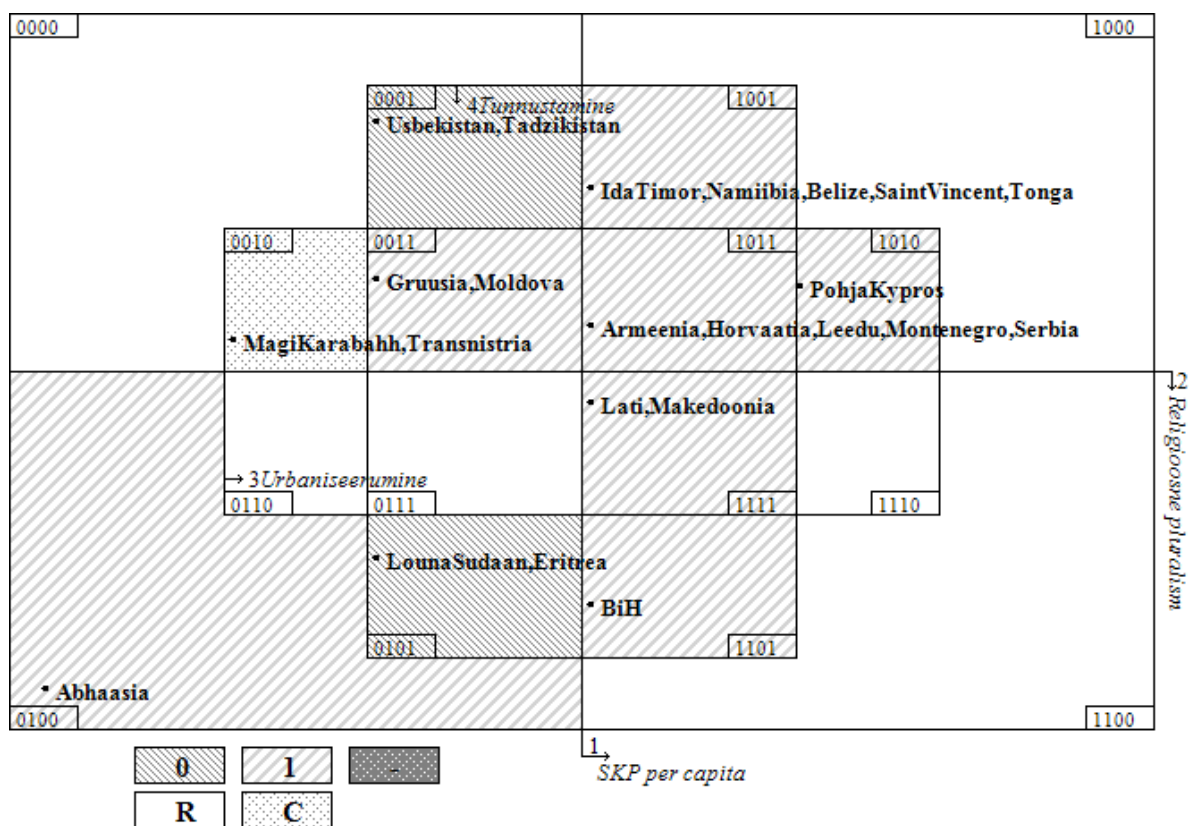 0000
1000
0001
4Tunnustamine
1001
Usbekistan,Tadzikistan
IdaTimor,Namiibia,Belize,SaintVincent,Tonga
0010
0011
1011
1010
Gruusia,Moldova
PohjaKypros
Armeenia,Horvaatia,Leedu,Montenegro,Serbia
MagiKarabahh,Transnistria
2
Religioosne pluralism
Lati,Makedoonia
3Urbaniseerumine
0110
0111
1111
1110
LounaSudaan,Eritrea
BiH
0101
1101
Abhaasia
0100
1100
1
SKP per capita
0
1
-
R
C